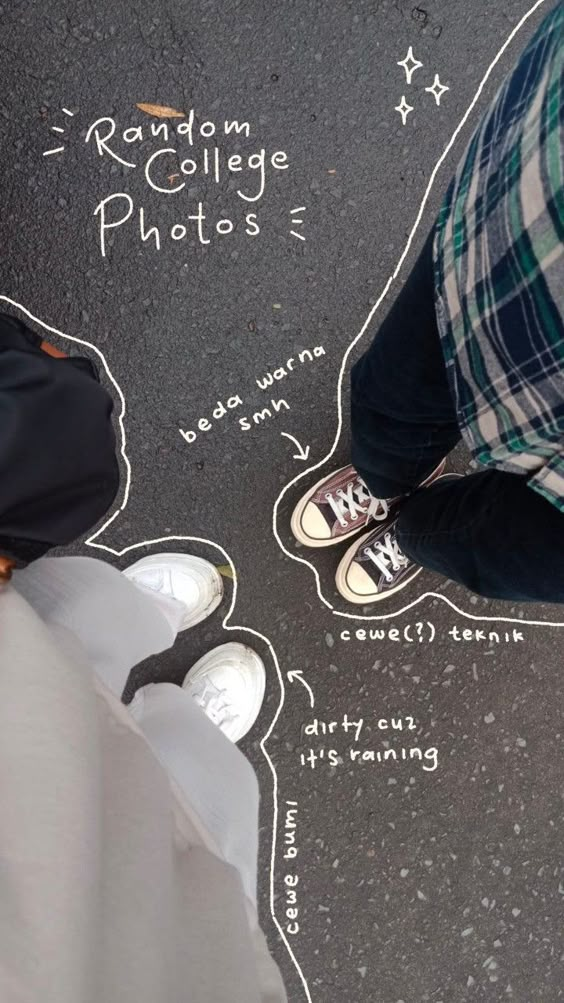 Random
College
Photos
beda warna
smh
cewe(?) teknik
dirty cuz
it's raining
cewe bumi